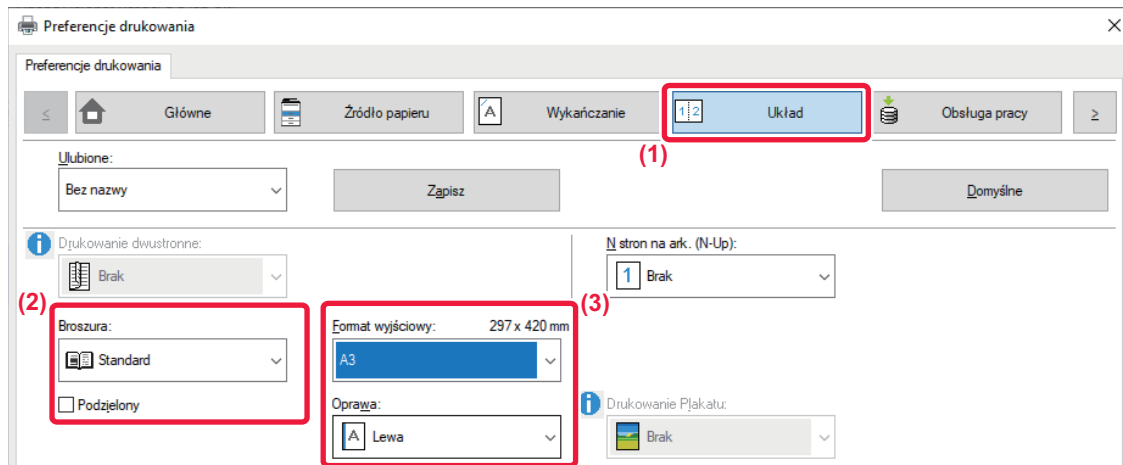 Preferencje drukowania
Preferencje drukowania
≤ Główne Źródło papieru A Wykańczanie 1 2 Układ Obsługa pracy ≥
(1)
Ulubione:
Bez nazwy Zapisz Domyślne
Drukowanie dwustronne: N stron na ark. (N-Up):
Brak 1 Brak
(2) (3)
Broszura: Format wyjściowy: 297 x 420 mm
Standard A3
Podzielony Oprawa: Drukowanie Plakatu:
A Lewa Brak